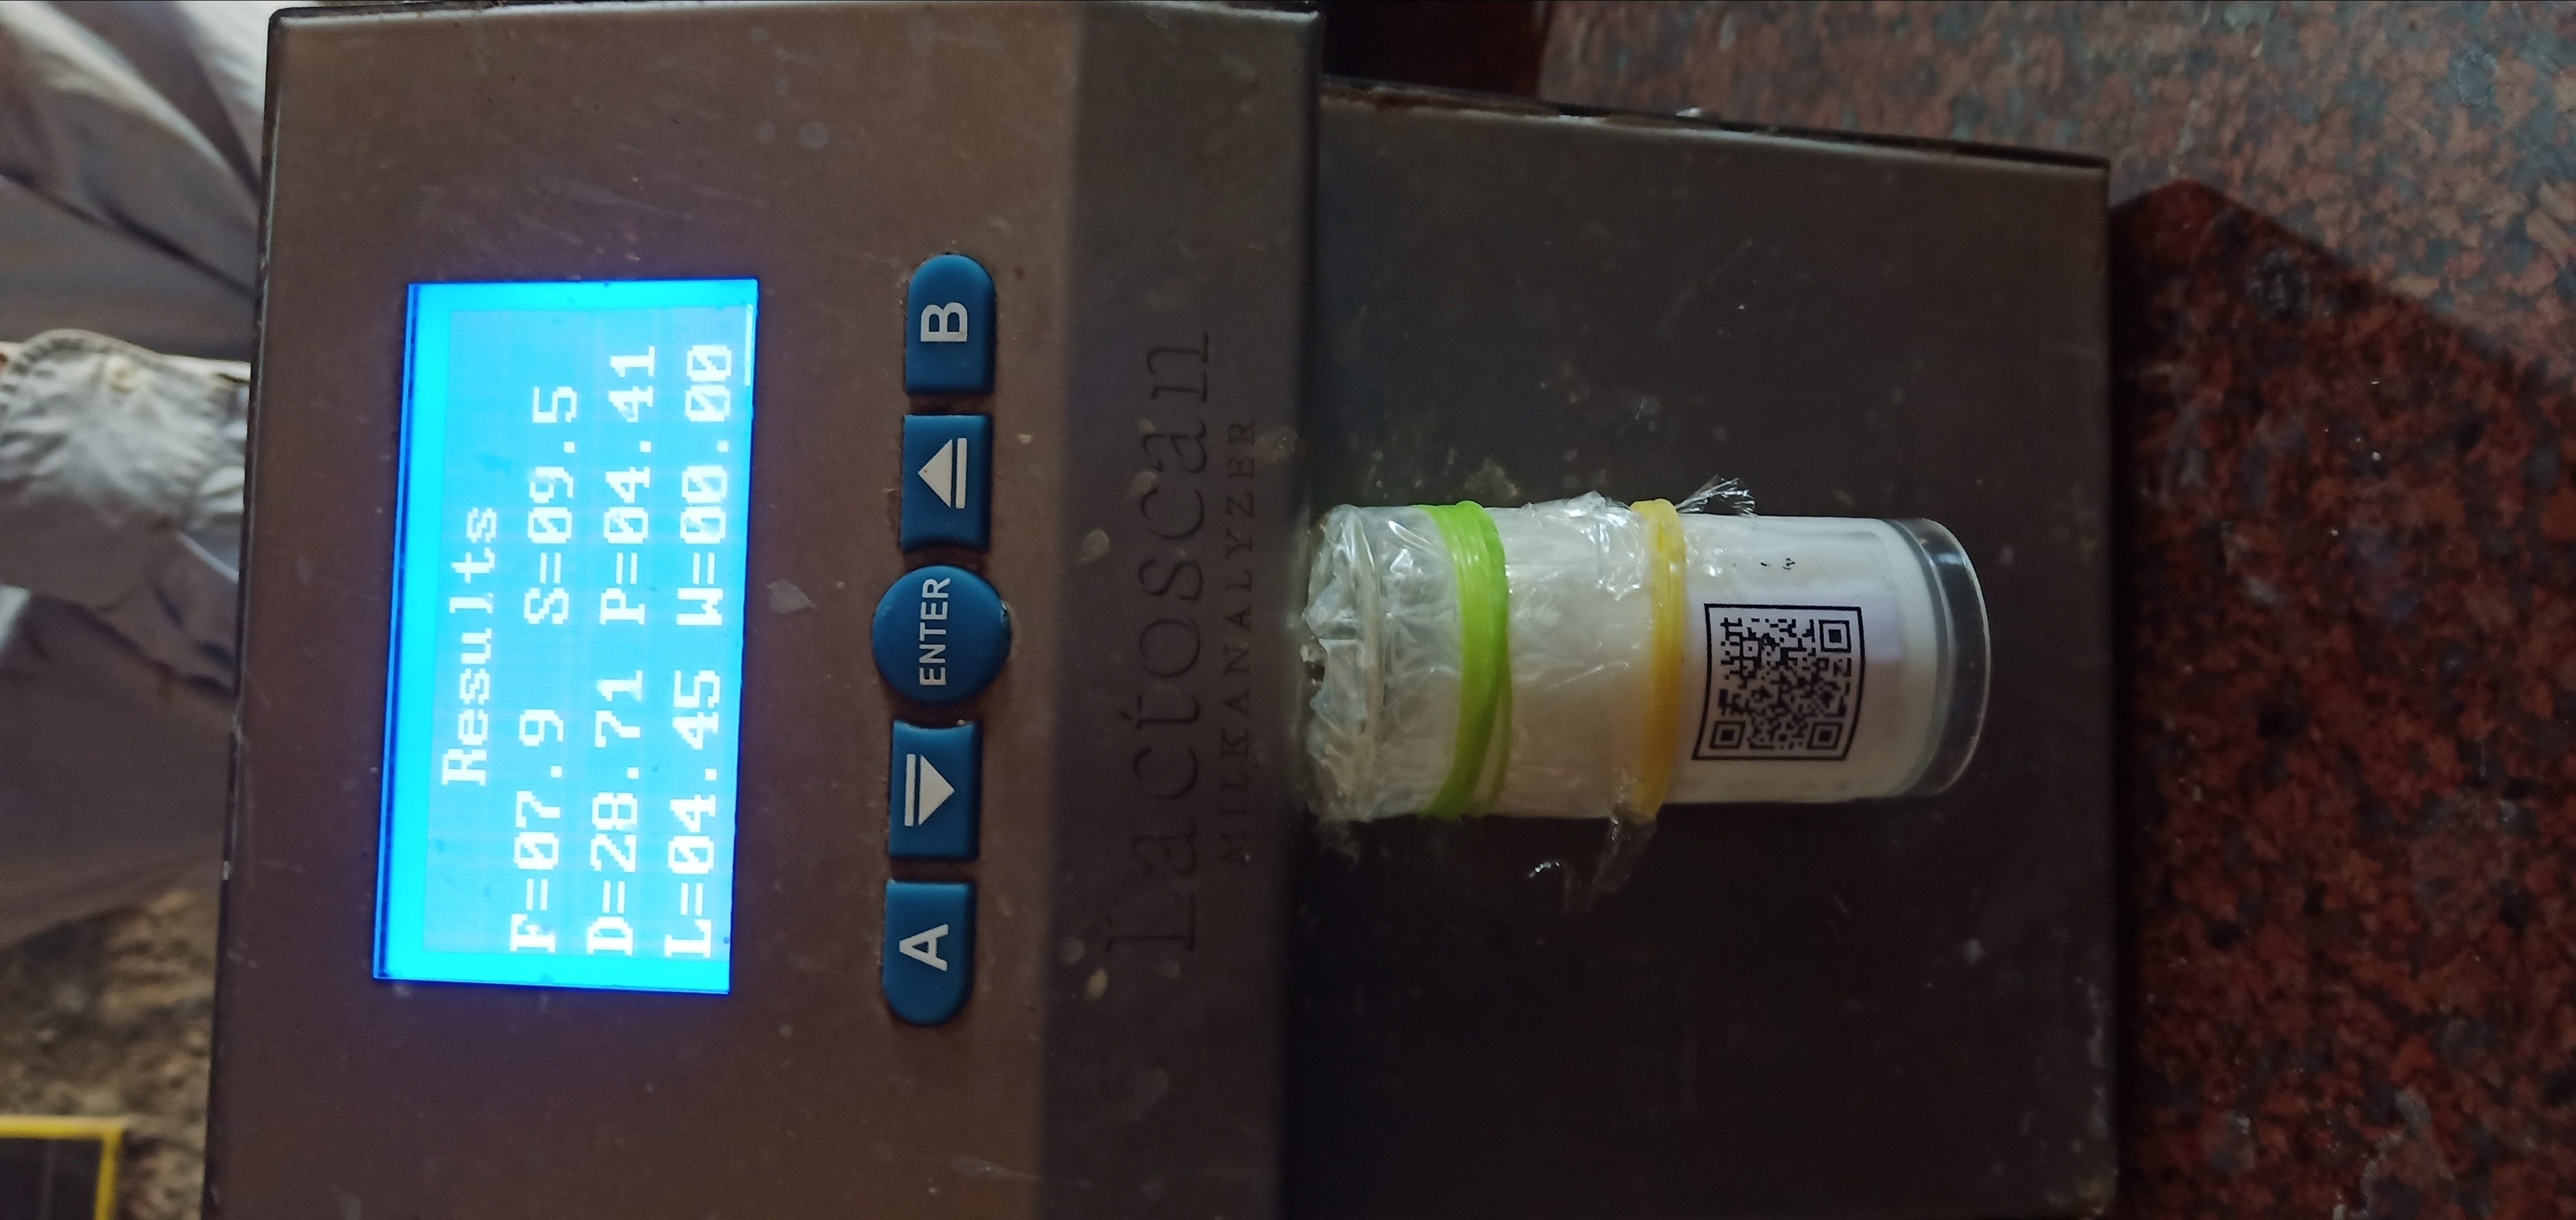 Results
F=07.9 S=09.5
D=28.71 P=04.41
L=04.45 W=00.00
A
ENTER
B
Lactoscan
MILKANALYZER